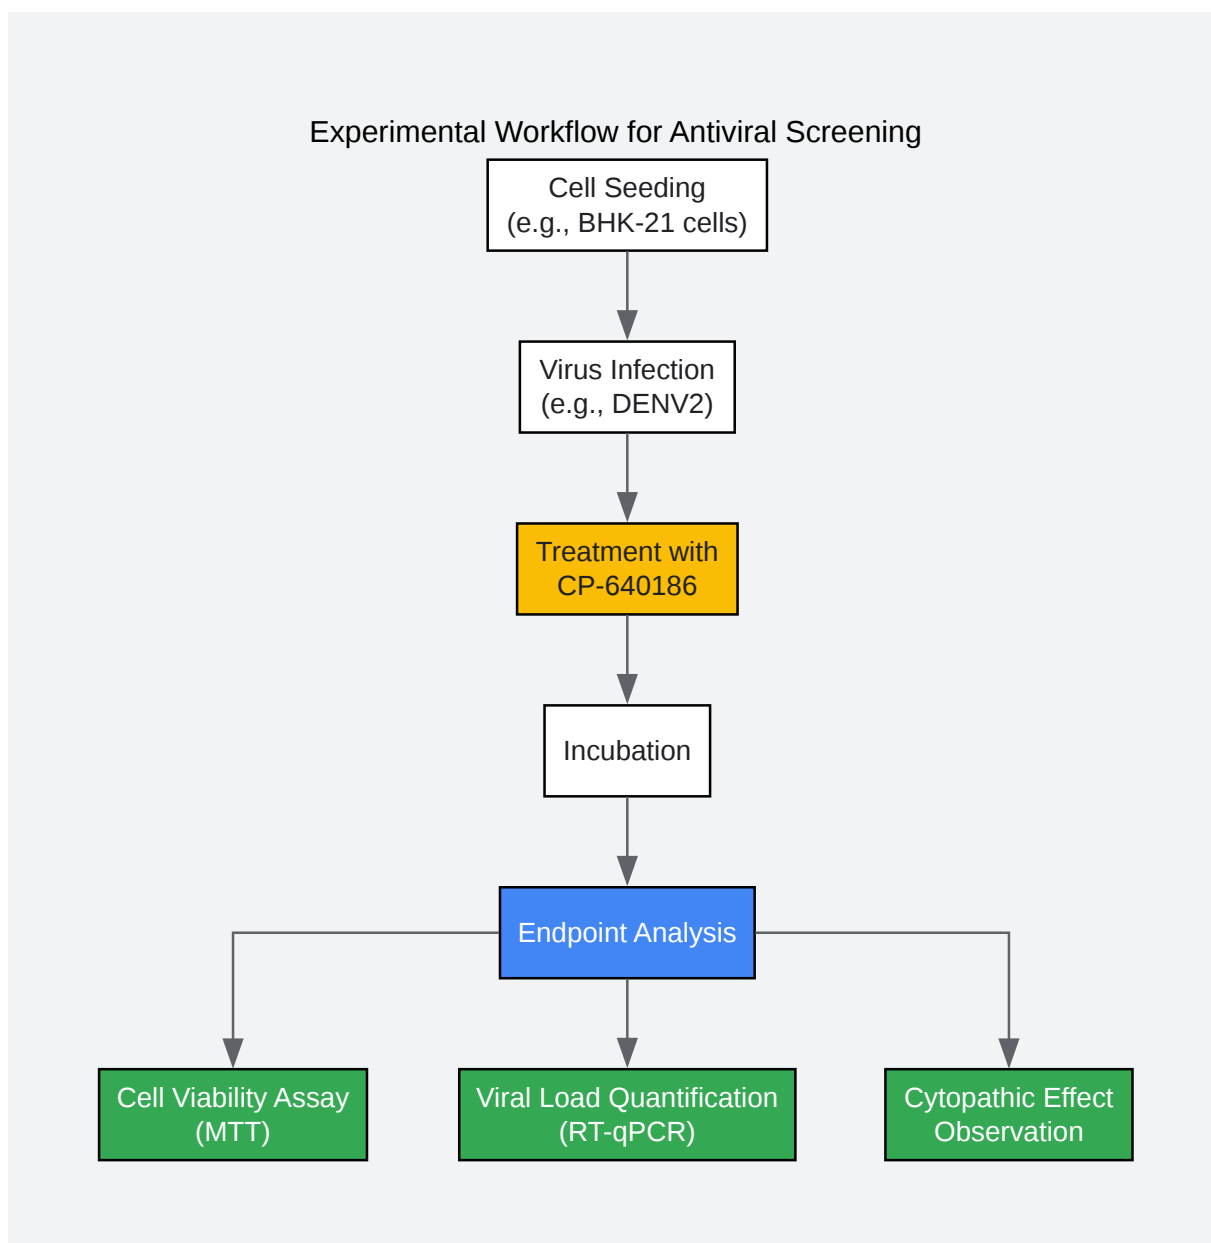 Experimental Workflow for Antiviral Screening
Cell Seeding
(e.g., BHK-21 cells)
Virus Infection
(e.g., DENV2)
Treatment with
CP-640186
Incubation
Endpoint Analysis
Cell Viability Assay
(MTT)
Viral Load Quantification
(RT-qPCR)
Cytopathic Effect
Observation